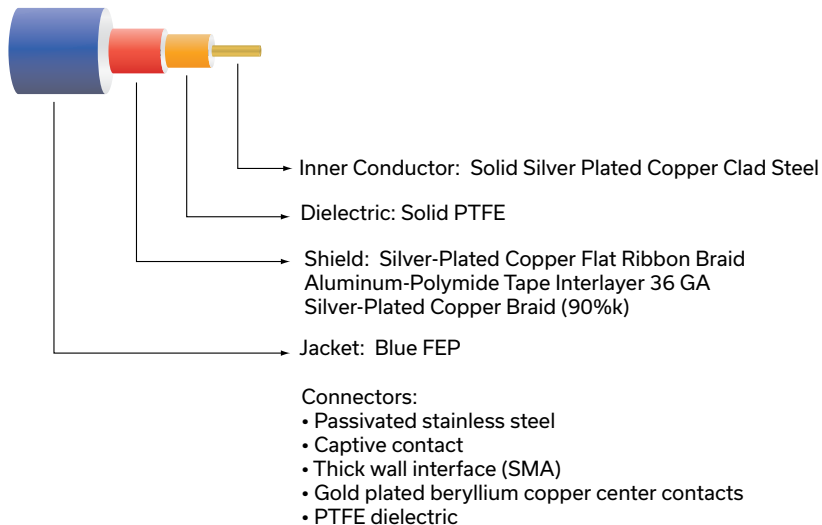 Inner Conductor: Solid Silver Plated Copper Clad Steel
Dielectric: Solid PTFE
Shield: Silver-Plated Copper Flat Ribbon Braid
Aluminum-Polymide Tape Interlayer 36 GA
Silver-Plated Copper Braid (90%k)
Jacket: Blue FEP
Connectors:
• Passivated stainless steel
• Captive contact
• Thick wall interface (SMA)
• Gold plated beryllium copper center contacts
• PTFE dielectric